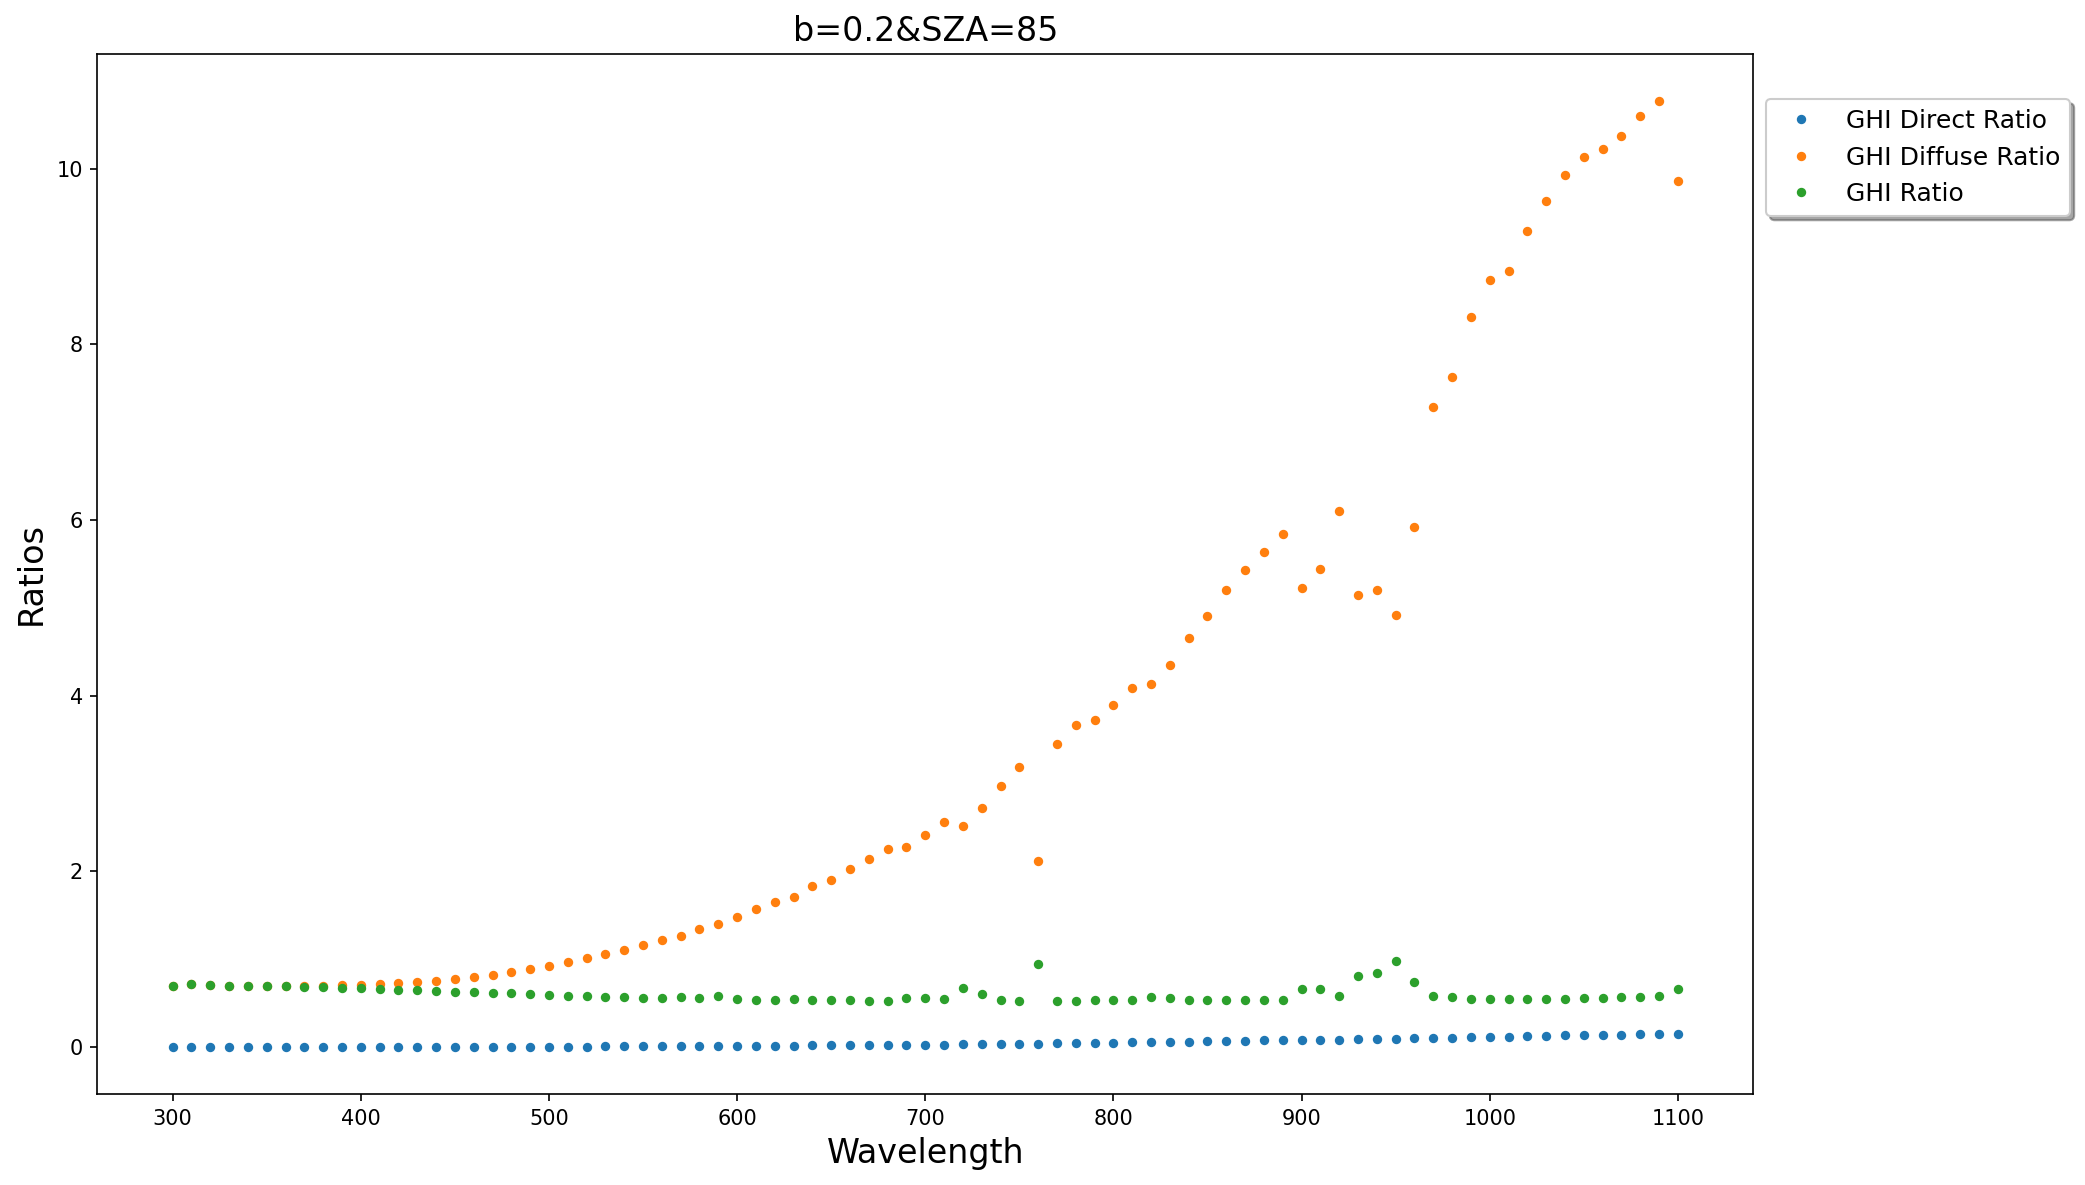 b=0.2&SZA=85
GHI Direct Ratio
GHI Diffuse Ratio
GHI Ratio
Ratios
10
8
6
4
2
0
300 400 500 600 700 800 900 1000 1100
Wavelength